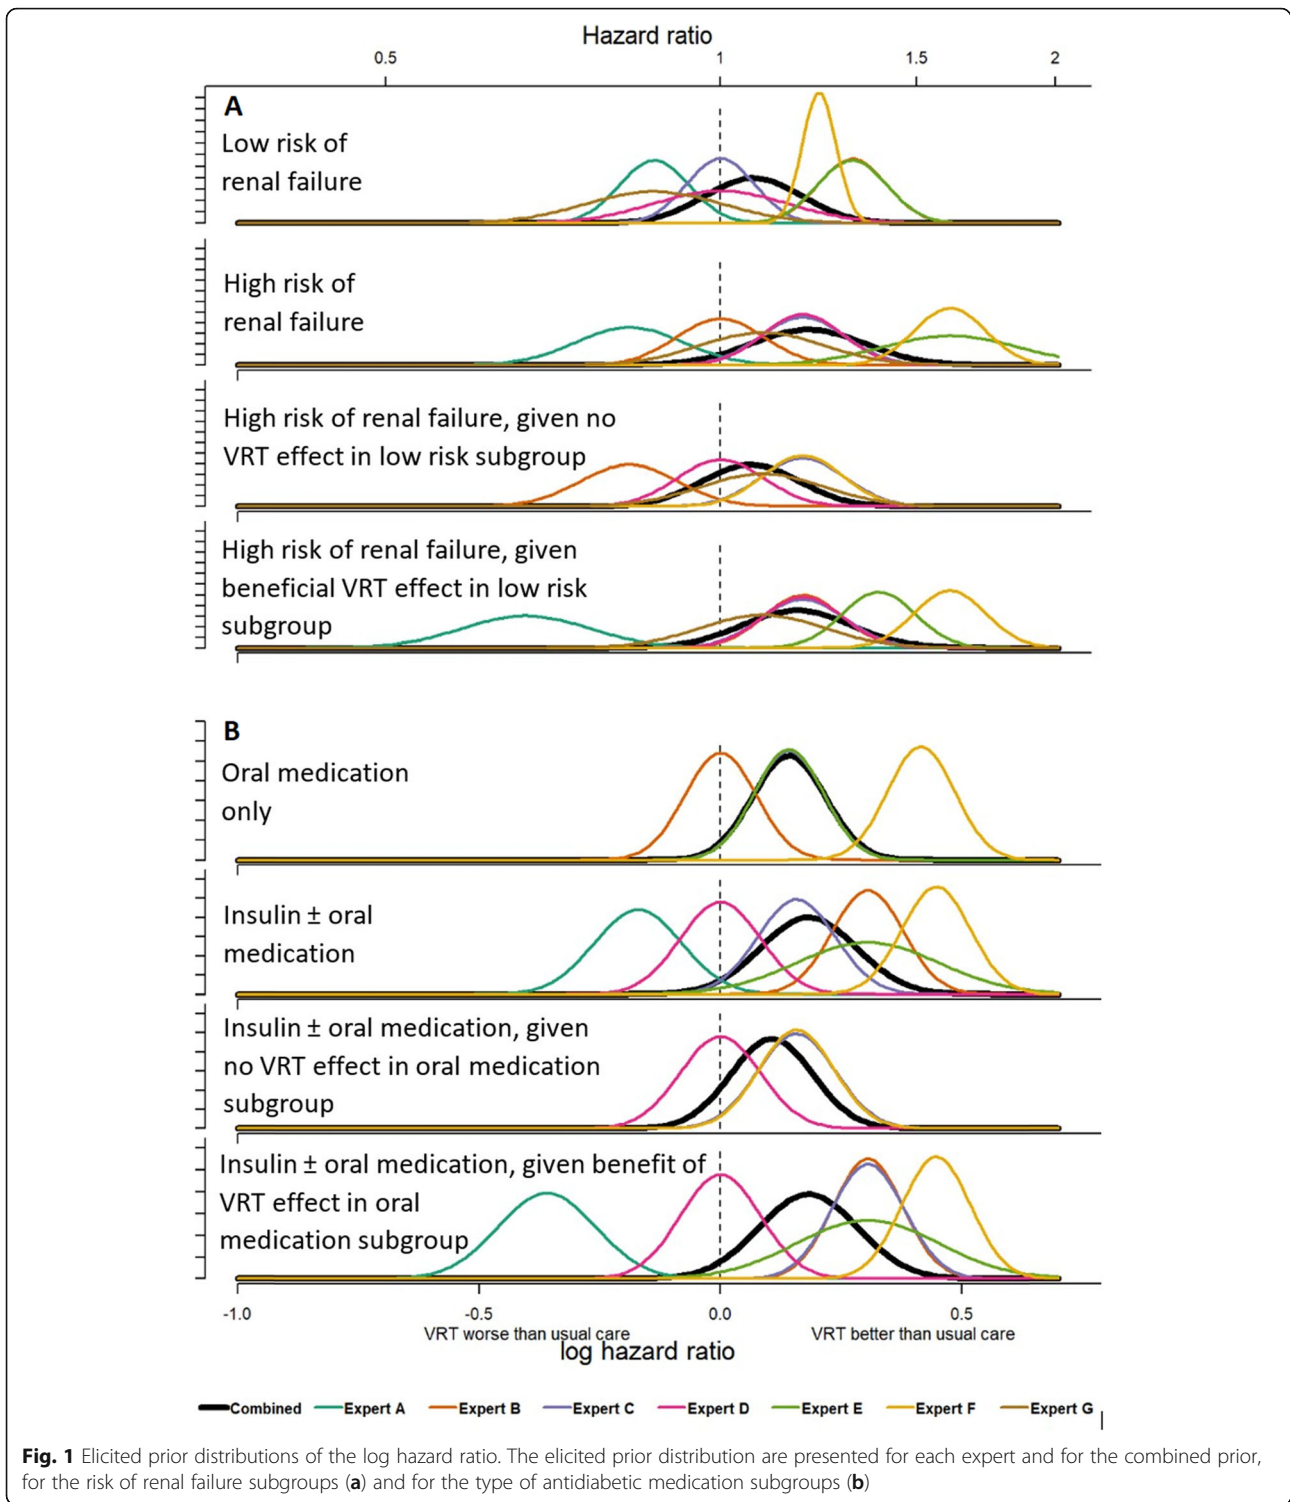 Hazard ratio
0.5 1 1.5 2
A
Low risk of
renal failure
High risk of
renal failure
High risk of renal failure, given no
VRT effect in low risk subgroup
High risk of renal failure, given
beneficial VRT effect in low risk
subgroup
B
Oral medication
only
Insulin ± oral
medication
Insulin ± oral medication, given
no VRT effect in oral medication
subgroup
Insulin ± oral medication, given benefit of
VRT effect in oral
medication subgroup
-1.0 -0.5 0.0 0.5
VRT worse than usual care VRT better than usual care
log hazard ratio
Combined Expert A Expert B Expert C Expert D Expert E Expert F Expert G
Fig. 1 Elicited prior distributions of the log hazard ratio. The elicited prior distribution are presented for each expert and for the combined prior,
for the risk of renal failure subgroups (a) and for the type of antidiabetic medication subgroups (b)